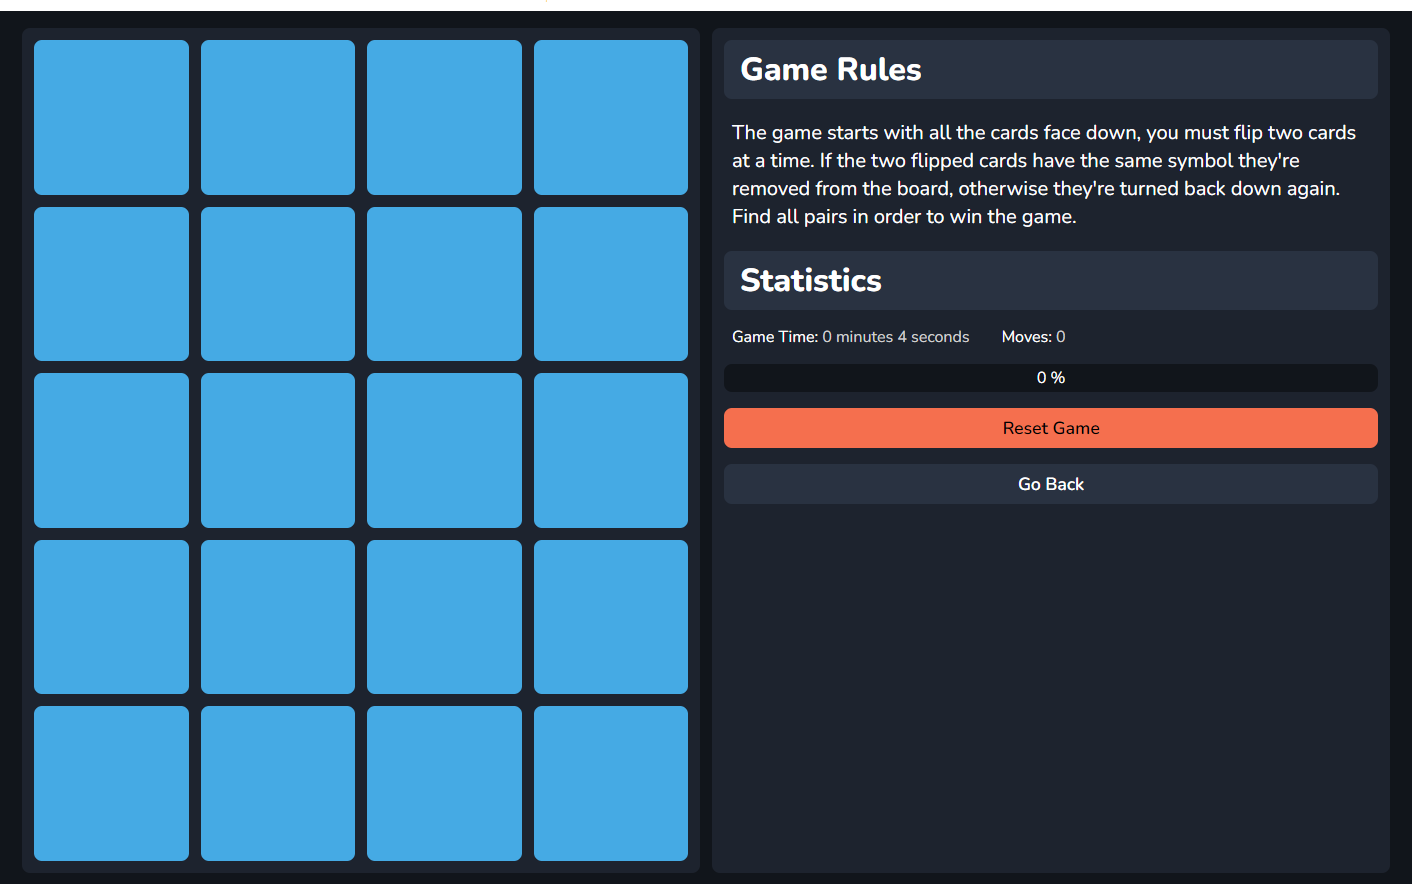 Game Rules
The game starts with all the cards face down, you must flip two cards
at a time. If the two flipped cards have the same symbol they're
removed from the board, otherwise they're turned back down again.
Find all pairs in order to win the game.
Statistics
Game Time: 0 minutes 4 seconds Moves: 0
0 %
Reset Game
Go Back